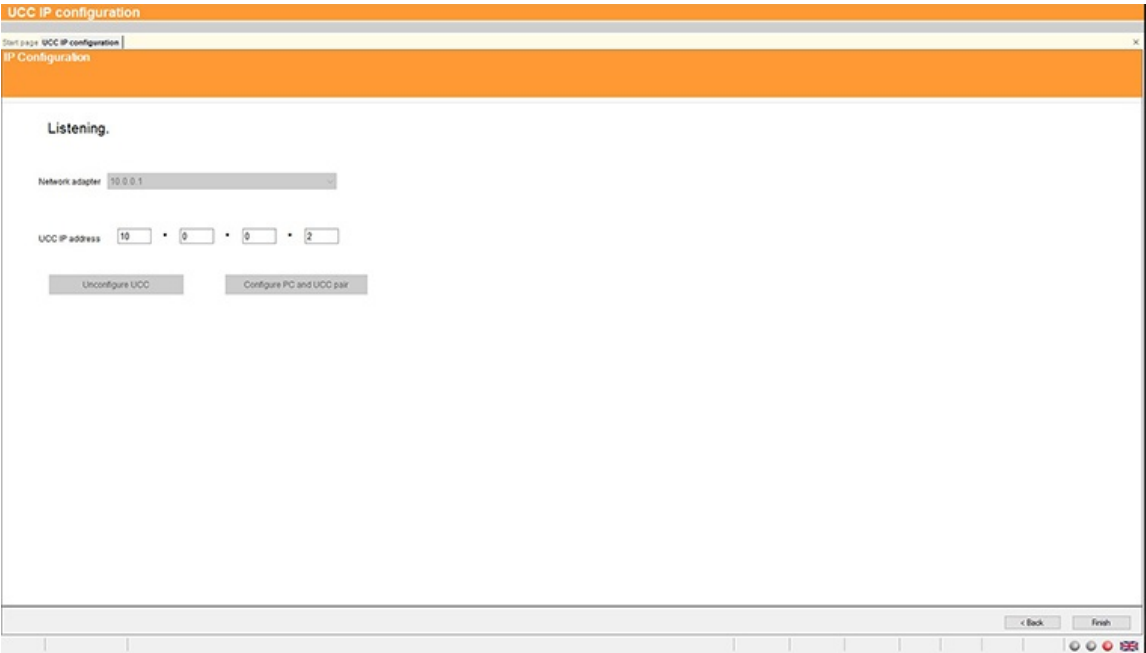 UCC IP configuration
Start page UCC IP configuration
IP Configuration
Listening.
Network adapter 10.0.0.1
UCC IP address 10 • 0 • 0 • 2
Unconfigure UCC Configure PC and UCC pair
< Back Finish